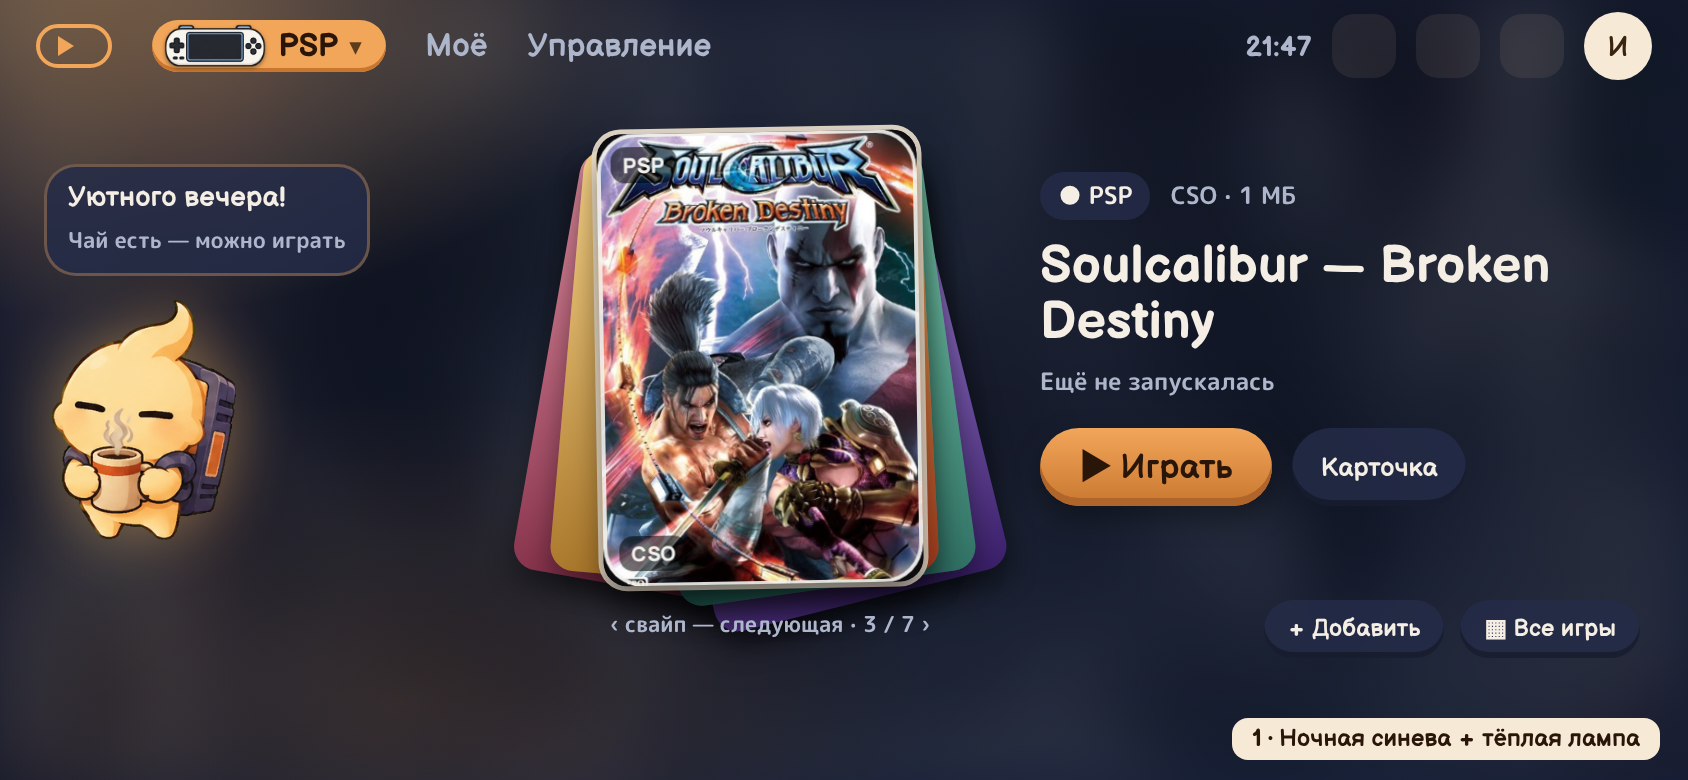 PSP ▾
Моё
Управление
21:47
И
Уютного вечера!
Чай есть — можно играть
PSP
SOULCALIBUR
Broken Destiny
CSO
‹ свайп — следующая · 3 / 7 ›
PSP
CSO · 1 МБ
Soulcalibur — Broken
Destiny
Ещё не запускалась
Играть
Карточка
+ Добавить
Все игры
1 · Ночная синева + тёплая лампа